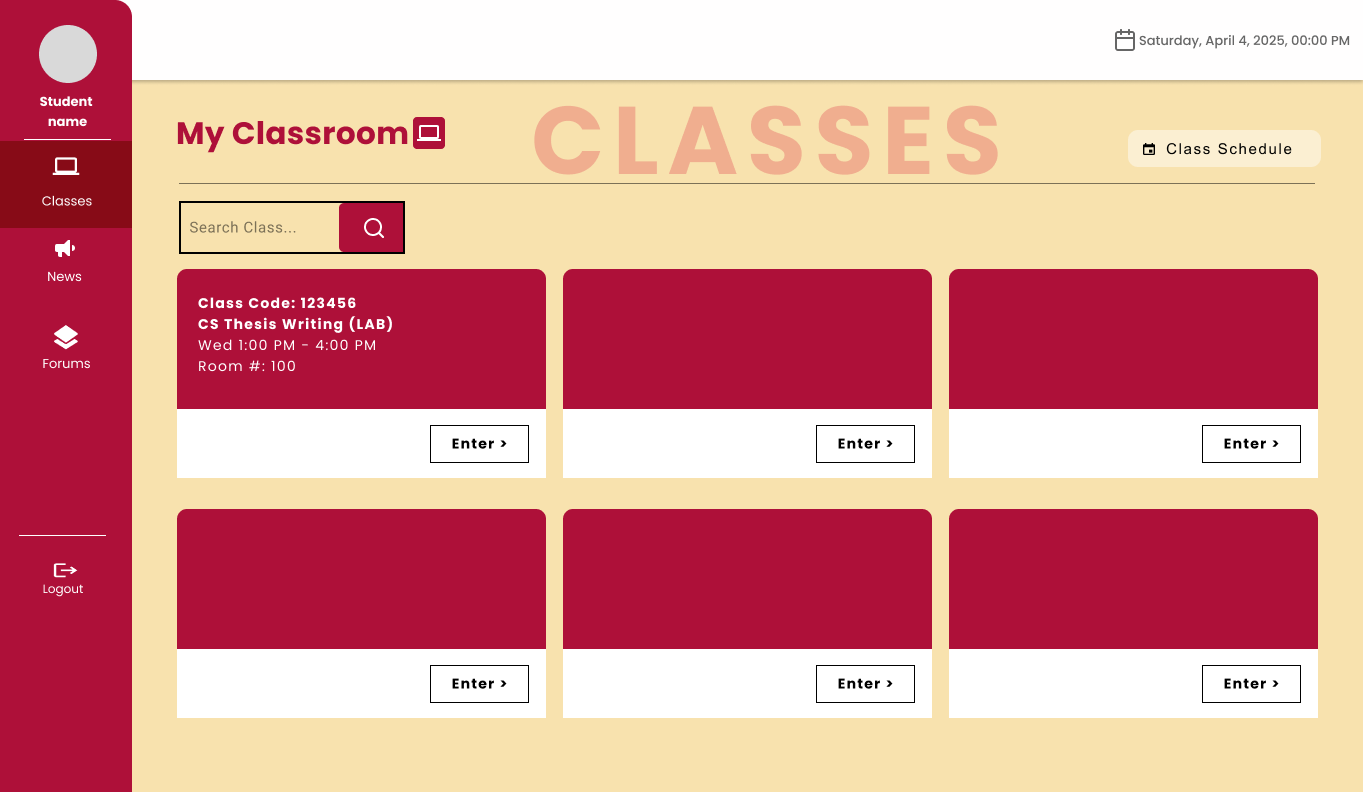 Student
name
Classes
News
Forums
Logout
Saturday, April 4, 2025, 00:00 PM
My Classroom
CLASSES
Class Schedule
Search Class...
Class Code: 123456
CS Thesis Writing (LAB)
Wed 1:00 PM - 4:00 PM
Room #: 100
Enter >
Enter >
Enter >
Enter >
Enter >
Enter >